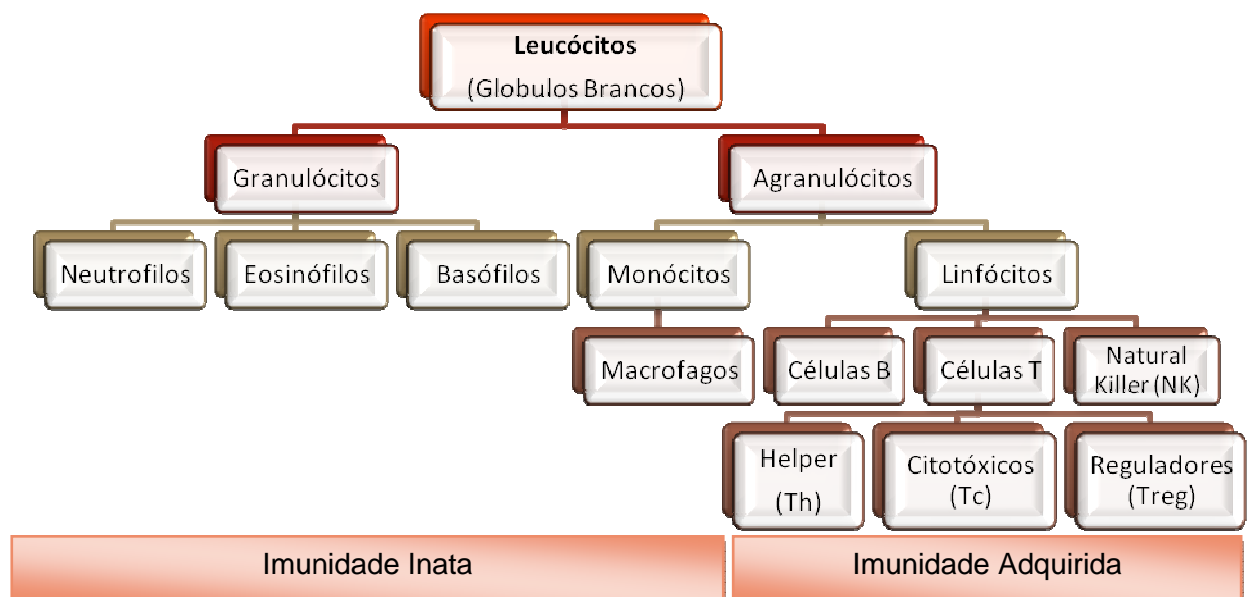 Leucócitos
(Globulos Brancos)
Granulócitos
Agranulócitos
Neutrofilos
Eosinófilos
Basófilos
Monócitos
Linfócitos
Macrofagos
Células B
Células T
Natural
Killer (NK)
Helper
(Th)
Citotóxicos
(Tc)
Reguladores
(Treg)
Imunidade Inata
Imunidade Adquirida